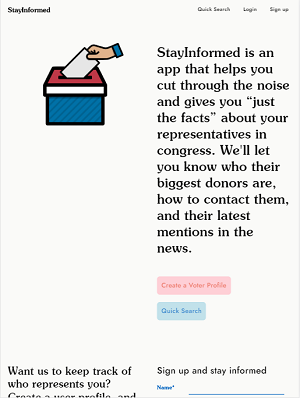 StayInformed
Quick Search Login Sign up
StayInformed is an
app that helps you
cut through the noise
and gives you “just
the facts” about your
representatives in
congress. We'll let
you know who their
biggest donors are,
how to contact them,
and their latest
mentions in the
news.
Create a Voter Profile
Quick Search
Want us to keep track of
who represents you?
Create a user profile, and
Sign up and stay informed
Name*